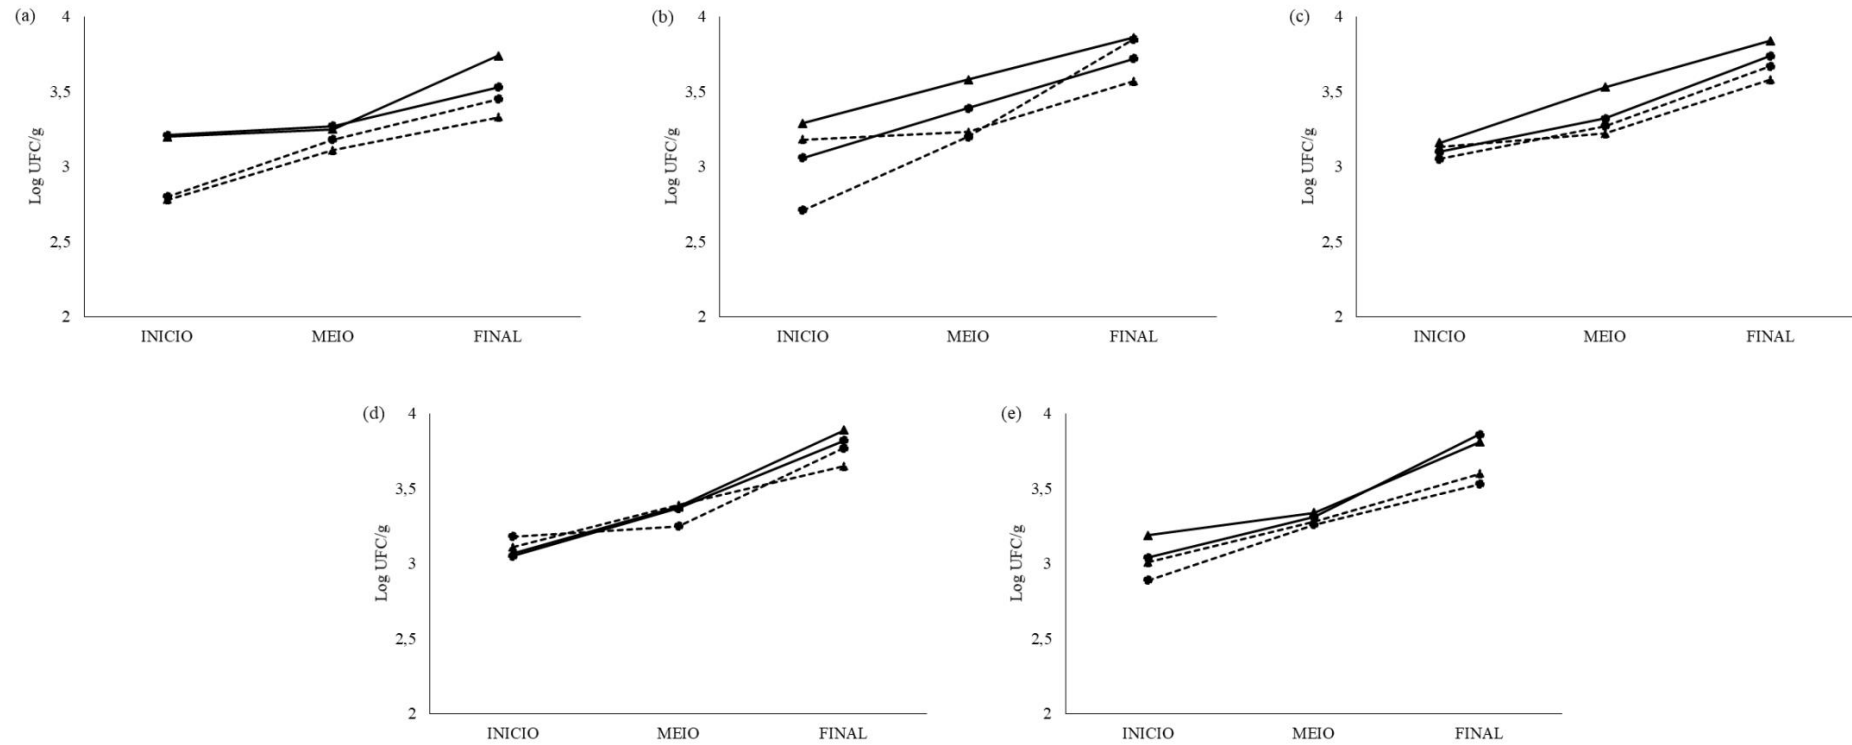 (a)
Log UFC/g
4
3,5
3
2,5
2
INICIO MEIO FINAL
(b)
Log UFC/g
4
3,5
3
2,5
2
INICIO MEIO FINAL
(c)
Log UFC/g
4
3,5
3
2,5
2
INICIO MEIO FINAL
(d)
Log UFC/g
4
3,5
3
2,5
2
INICIO MEIO FINAL
(e)
Log UFC/g
4
3,5
3
2,5
2
INICIO MEIO FINAL